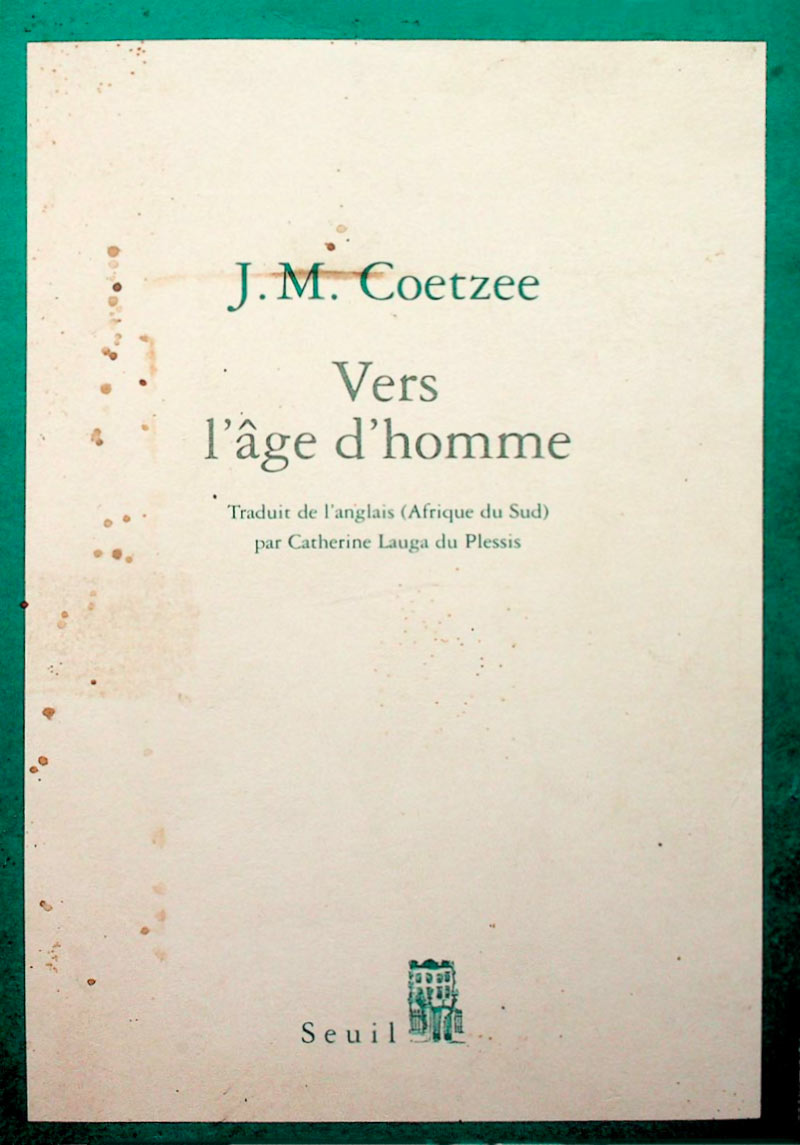 J. M. Coetzee
Vers
l'âge d'homme
Traduit de l'anglais (Afrique du Sud)
par Catherine Lauga du Plessis
Seuil